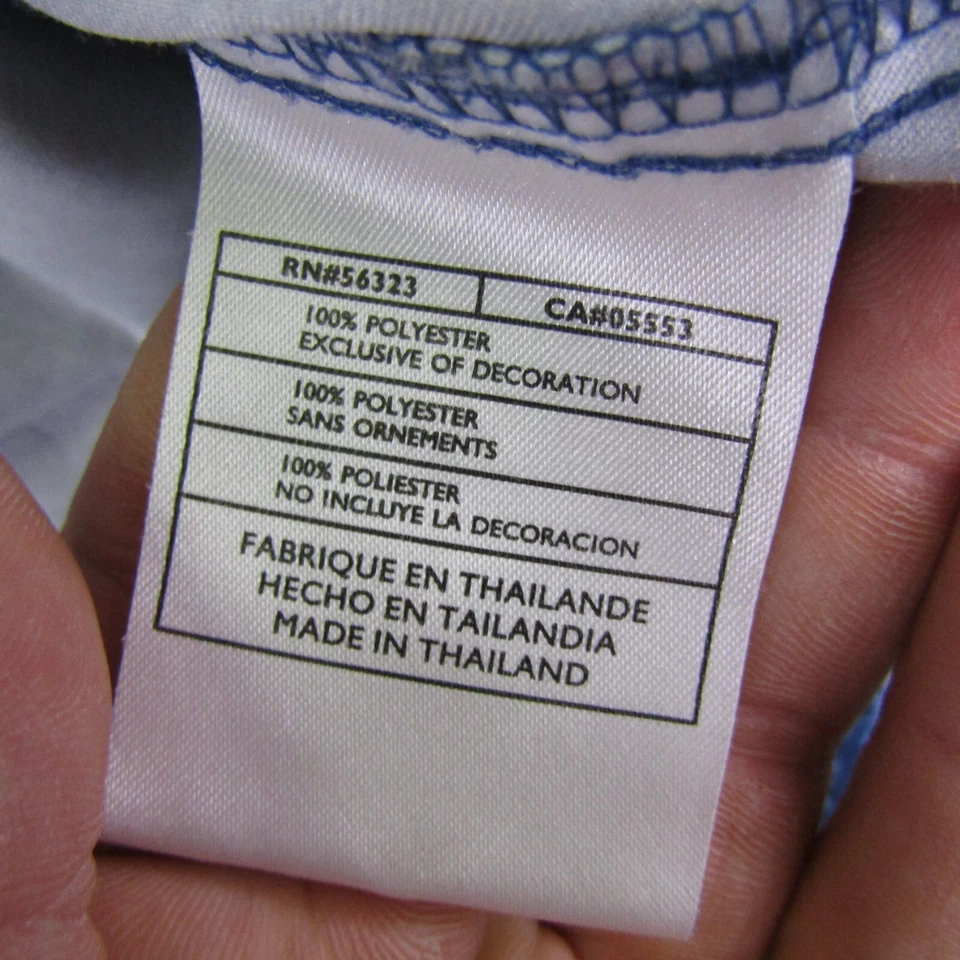 RN#56323 CA#05553
100% POLYESTER
EXCLUSIVE OF DECORATION
100% POLYESTER
SANS ORNEMENTS
100% POLIESTER
NO INCLUYE LA DECORACION
FABRIQUE EN THAILANDE
HECHO EN TAILANDIA
MADE IN THAILAND